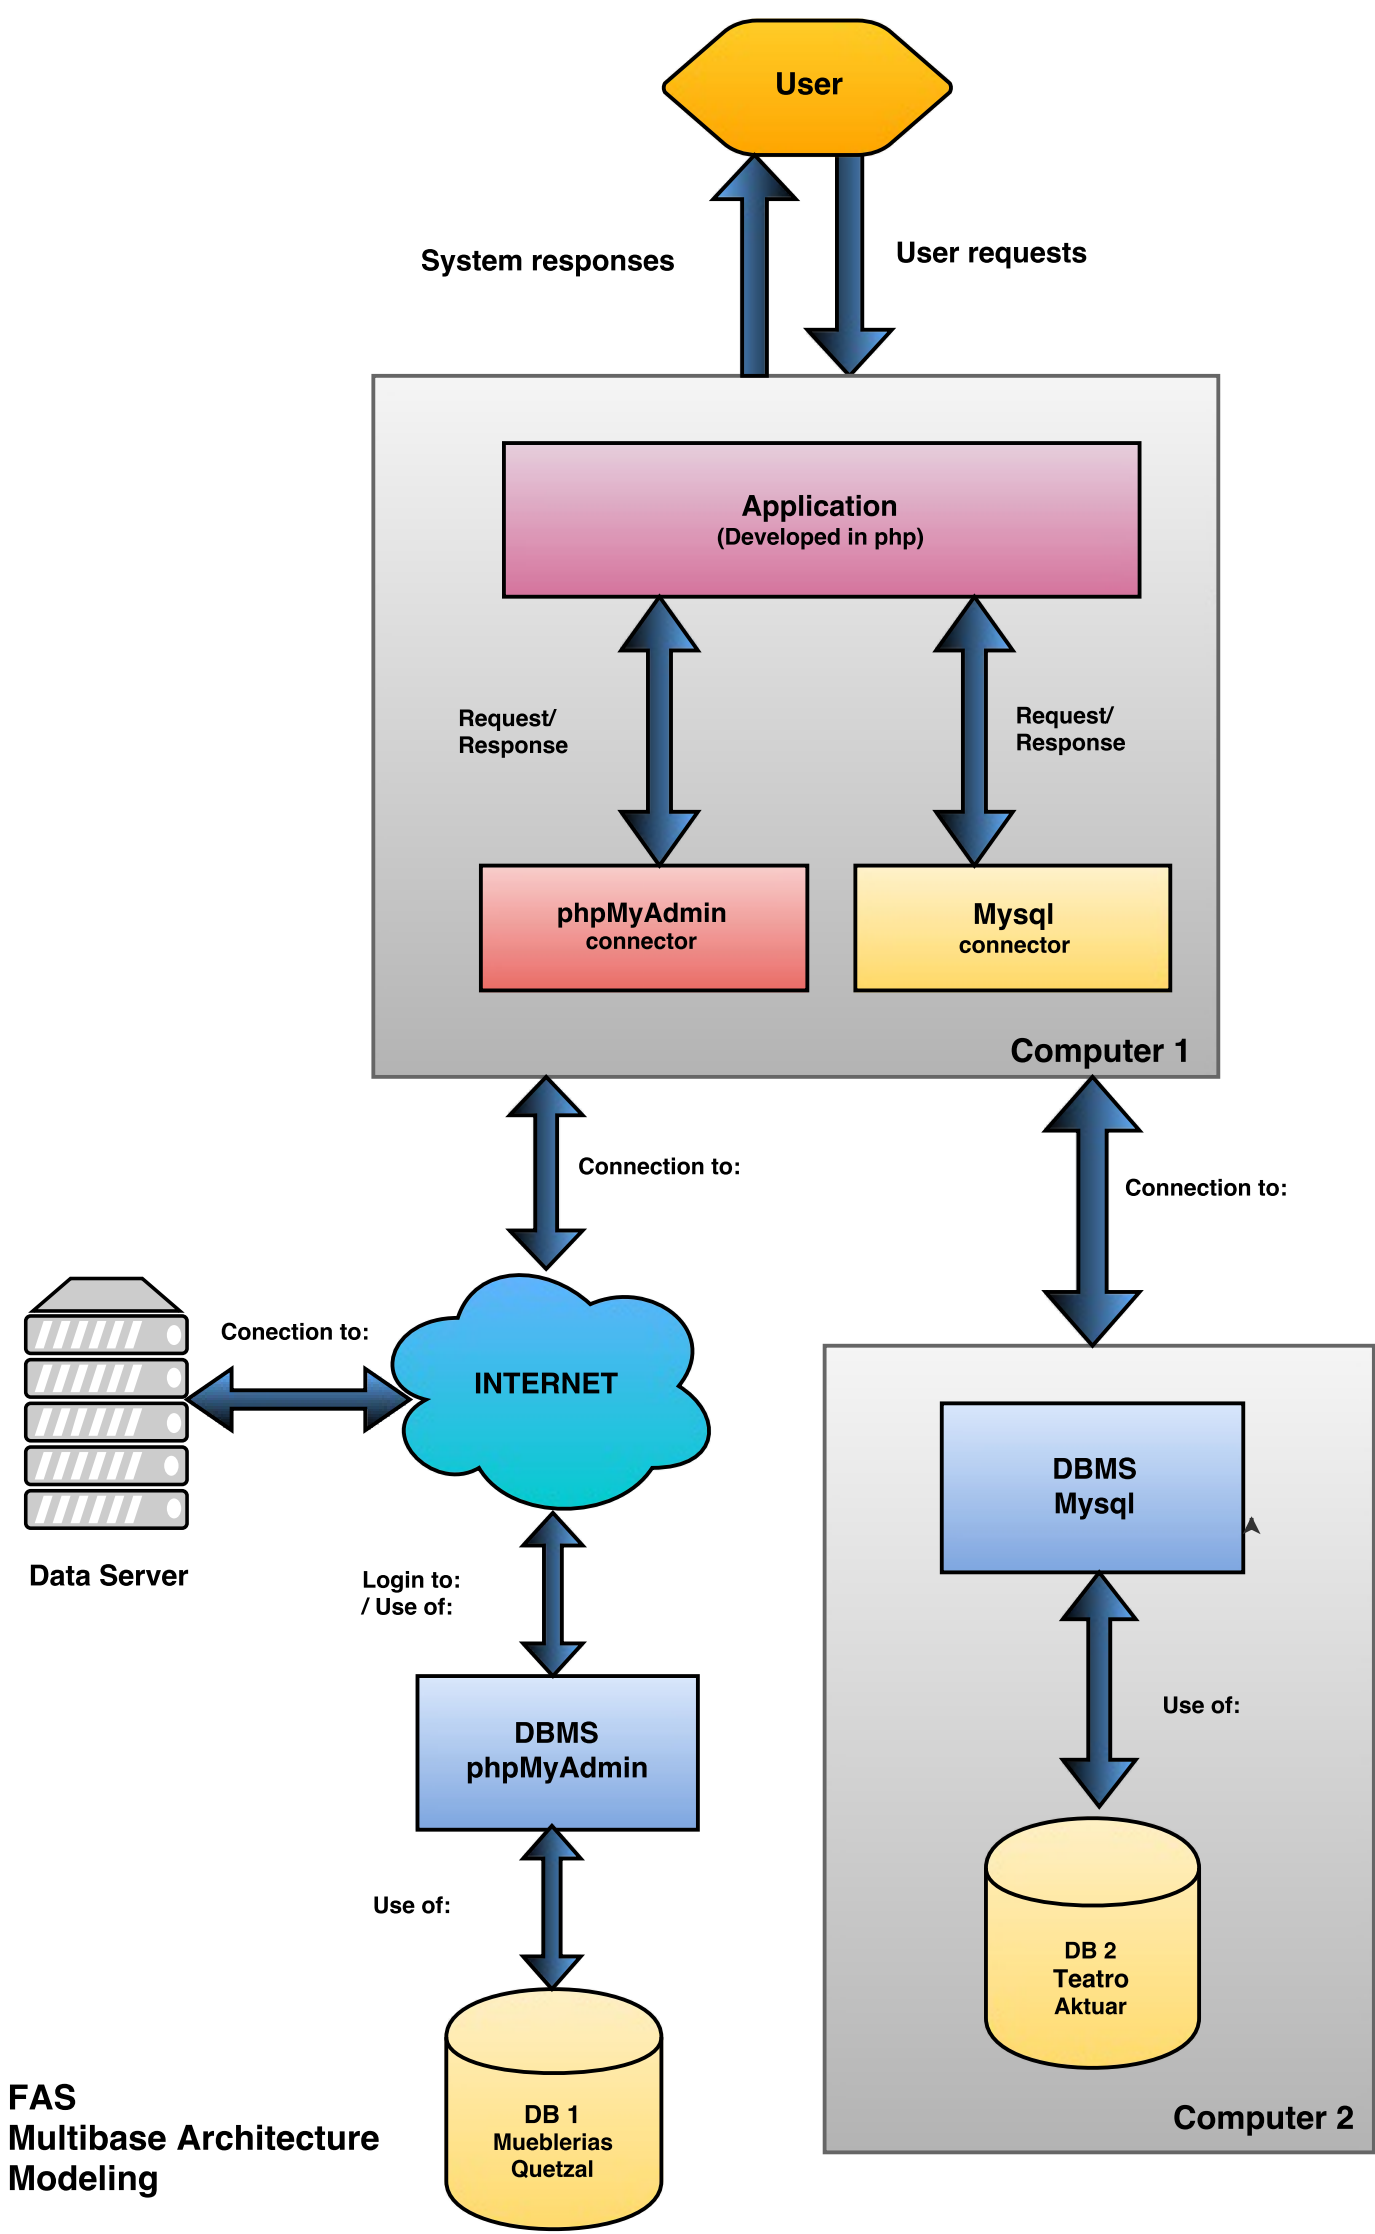 User
System responses
User requests
Application
(Developed in php)
Request/
Response
Request/
Response
phpMyAdmin
connector
Mysql
connector
Computer 1
Connection to:
Connection to:
Conection to:
INTERNET
Data Server
Login to:
/ Use of:
DBMS
Mysql
DBMS
phpMyAdmin
Use of:
Use of:
DB 2
Teatro
Aktuar
Computer 2
DB 1
Mueblerias
Quetzal
FAS
Multibase Architecture
Modeling